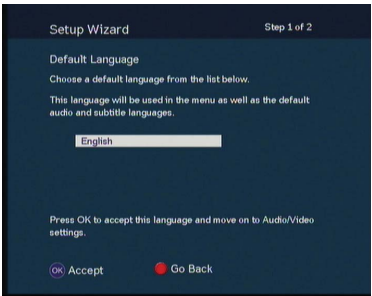 Setup Wizard
Step 1 of 2
Default Language
Choose a default language from the list below.
This language will be used in the menu as well as the default
audio and subtitle languages.
English
Press OK to accept this language and move on to Audio/Video
settings.
OK Accept
Go Back